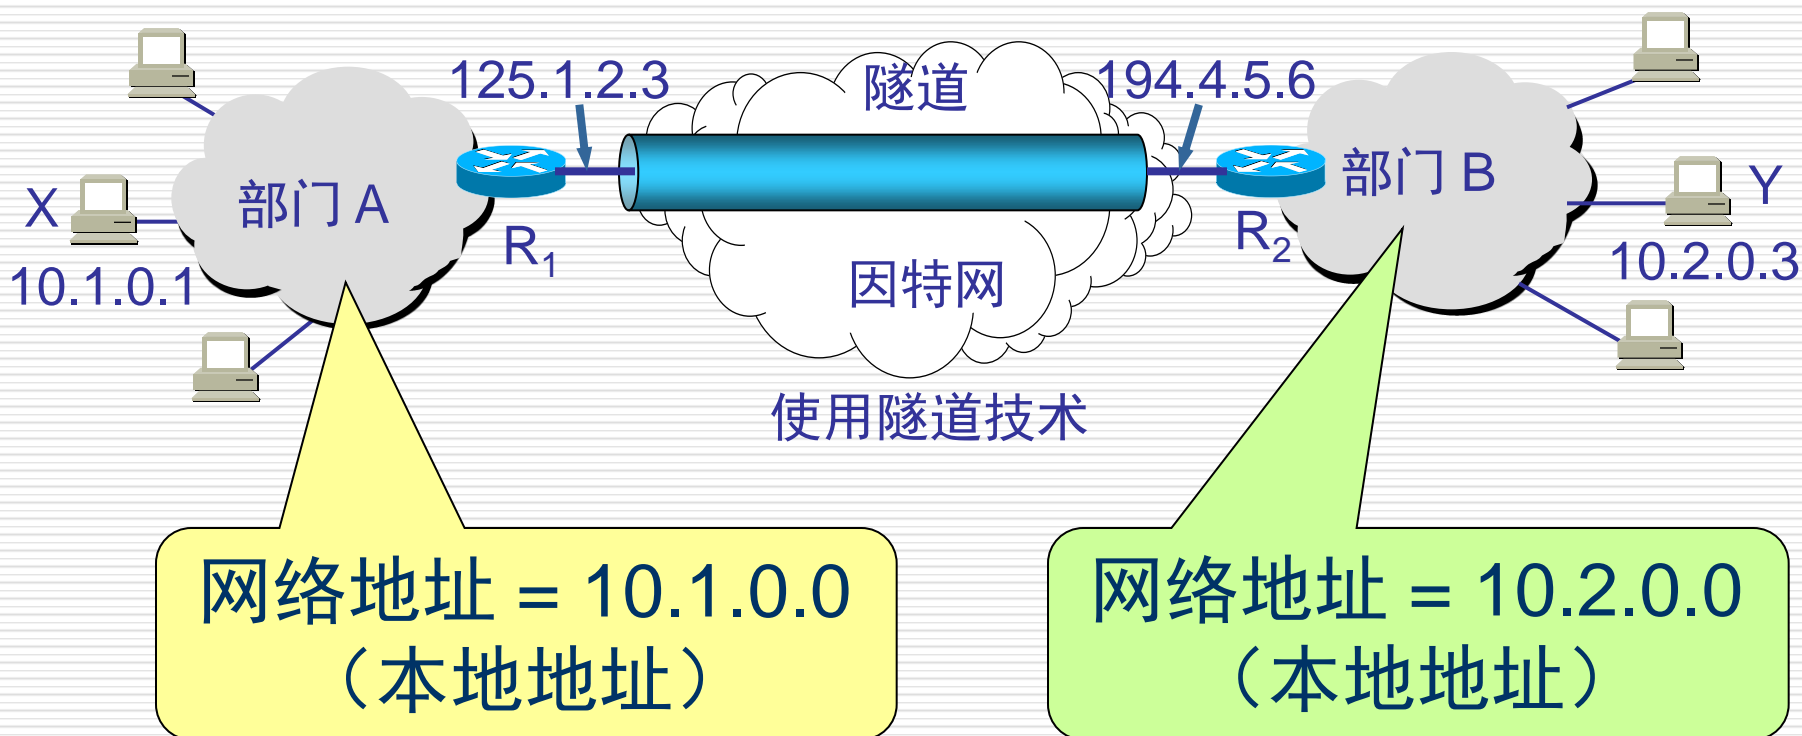 125.1.2.3
隧道
194.4.5.6
部门 A
部门 B
X
Y
R1
R2
10.1.0.1
因特网
10.2.0.3
使用隧道技术
网络地址 = 10.1.0.0
（本地地址）
网络地址 = 10.2.0.0
（本地地址）